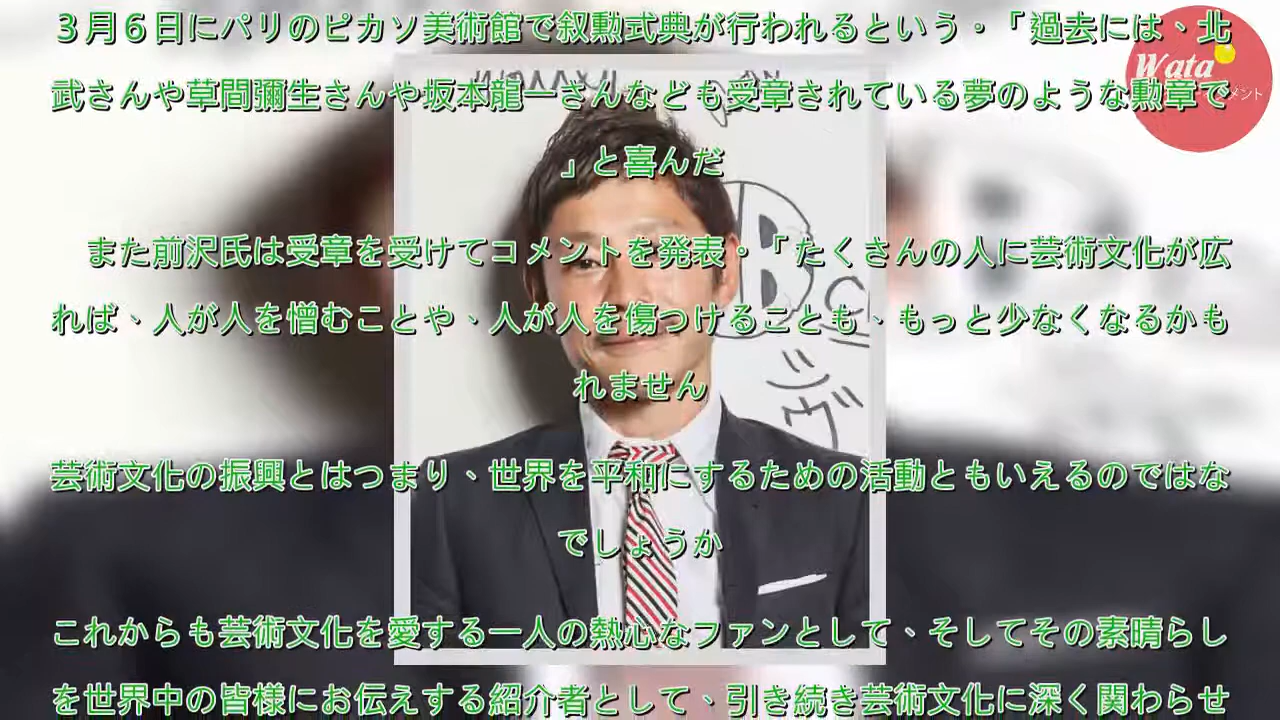 ３月６日にパリのピカソ美術館で叙勲式典が行われるという・「過去には、北
武さんや草間彌生さんや坂本龍一さんなども受章されている夢のような勲章で
」と喜んだ
また前沢氏は受章を受けてコメントを発表・「たくさんの人に芸術文化が広
れば、人が人を憎むことや、人が人を傷つけることも、もっと少なくなるかも
れません
芸術文化の振興とはつまり、世界を平和にするための活動ともいえるのではな
でしょうか
これからも芸術文化を愛する一人の熱心なファンとして、そしてその素晴らし
を世界中の皆様にお伝えする紹介者として、引き続き芸術文化に深く関わらせ
Wata
メント
シヴ